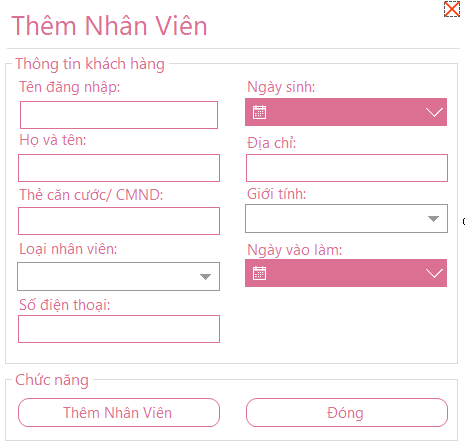 Thêm Nhân Viên
Thông tin khách hàng
Tên đăng nhập:
Ngày sinh:
Họ và tên:
Địa chỉ:
Thẻ căn cước/ CMND:
Giới tính:
Loại nhân viên:
Ngày vào làm:
Số điện thoại:
Chức năng
Thêm Nhân Viên
Đóng